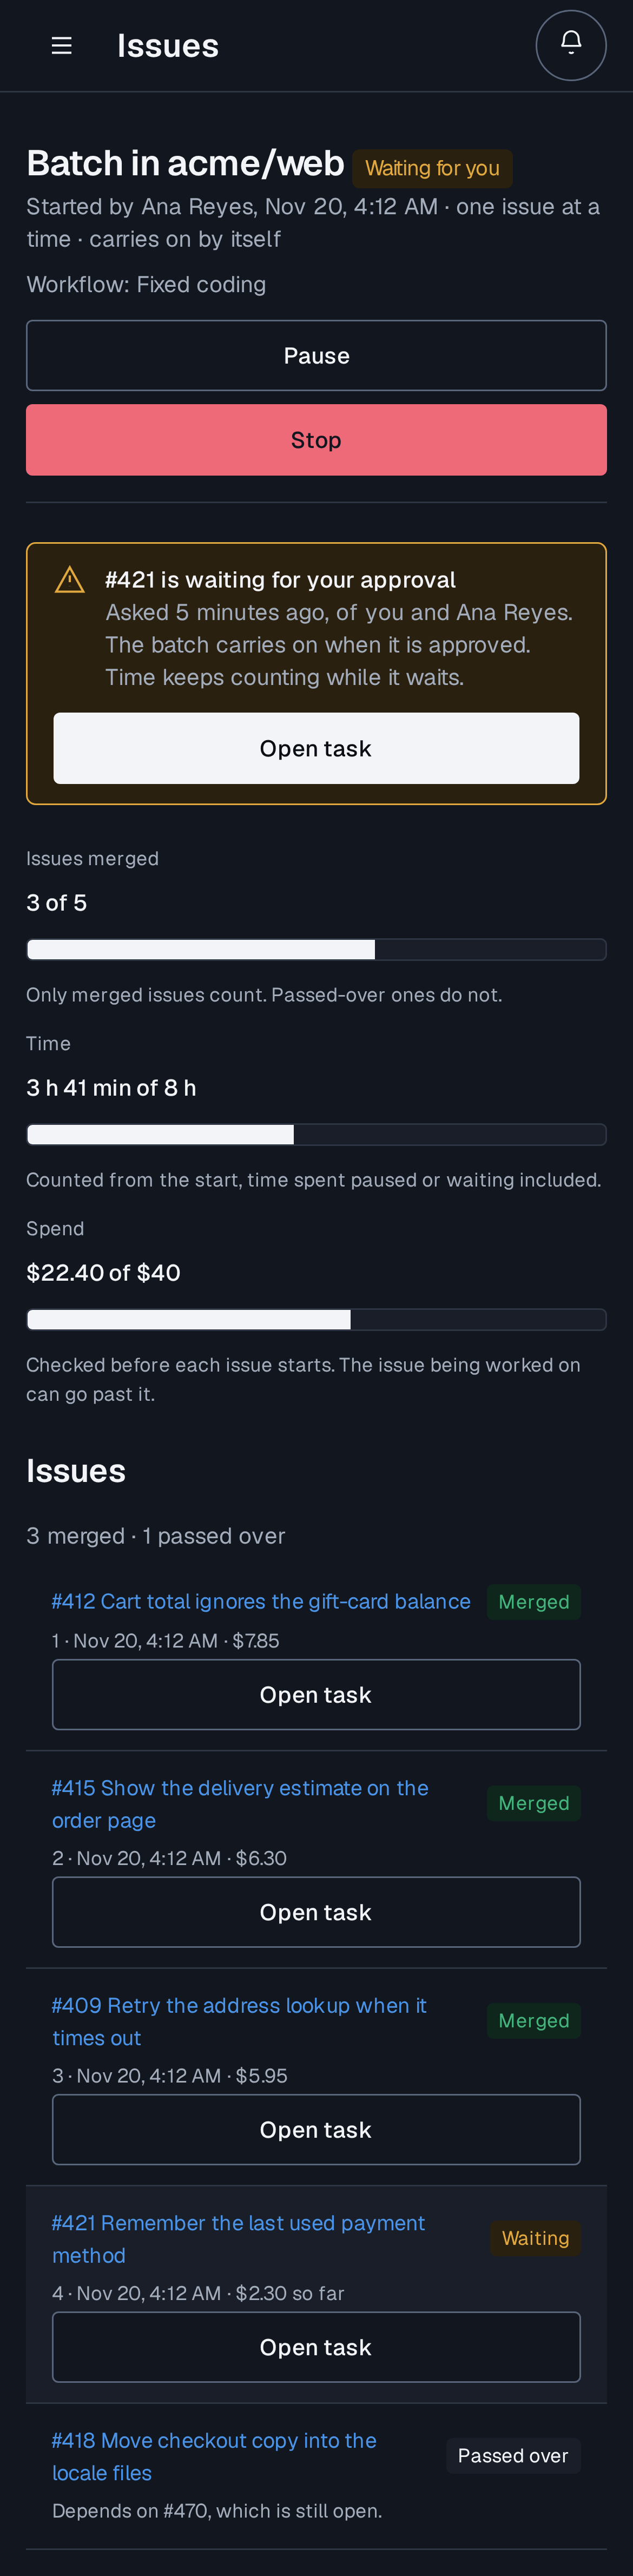 Issues
Batch in acme/web Waiting for you
Started by Ana Reyes, Nov 20, 4:12 AM · one issue at a
time · carries on by itself
Workflow: Fixed coding
Pause
Stop
#421 is waiting for your approval
Asked 5 minutes ago, of you and Ana Reyes.
The batch carries on when it is approved.
Time keeps counting while it waits.
Open task
Issues merged
3 of 5
Only merged issues count. Passed-over ones do not.
Time
3 h 41 min of 8 h
Counted from the start, time spent paused or waiting included.
Spend
$22.40 of $40
Checked before each issue starts. The issue being worked on
can go past it.
Issues
3 merged · 1 passed over
#412 Cart total ignores the gift-card balance Merged
1 · Nov 20, 4:12 AM · $7.85
Open task
#415 Show the delivery estimate on the
order page
Merged
2 · Nov 20, 4:12 AM · $6.30
Open task
#409 Retry the address lookup when it
times out
Merged
3 · Nov 20, 4:12 AM · $5.95
Open task
#421 Remember the last used payment
method
Waiting
4 · Nov 20, 4:12 AM · $2.30 so far
Open task
#418 Move checkout copy into the
locale files
Passed over
Depends on #470, which is still open.